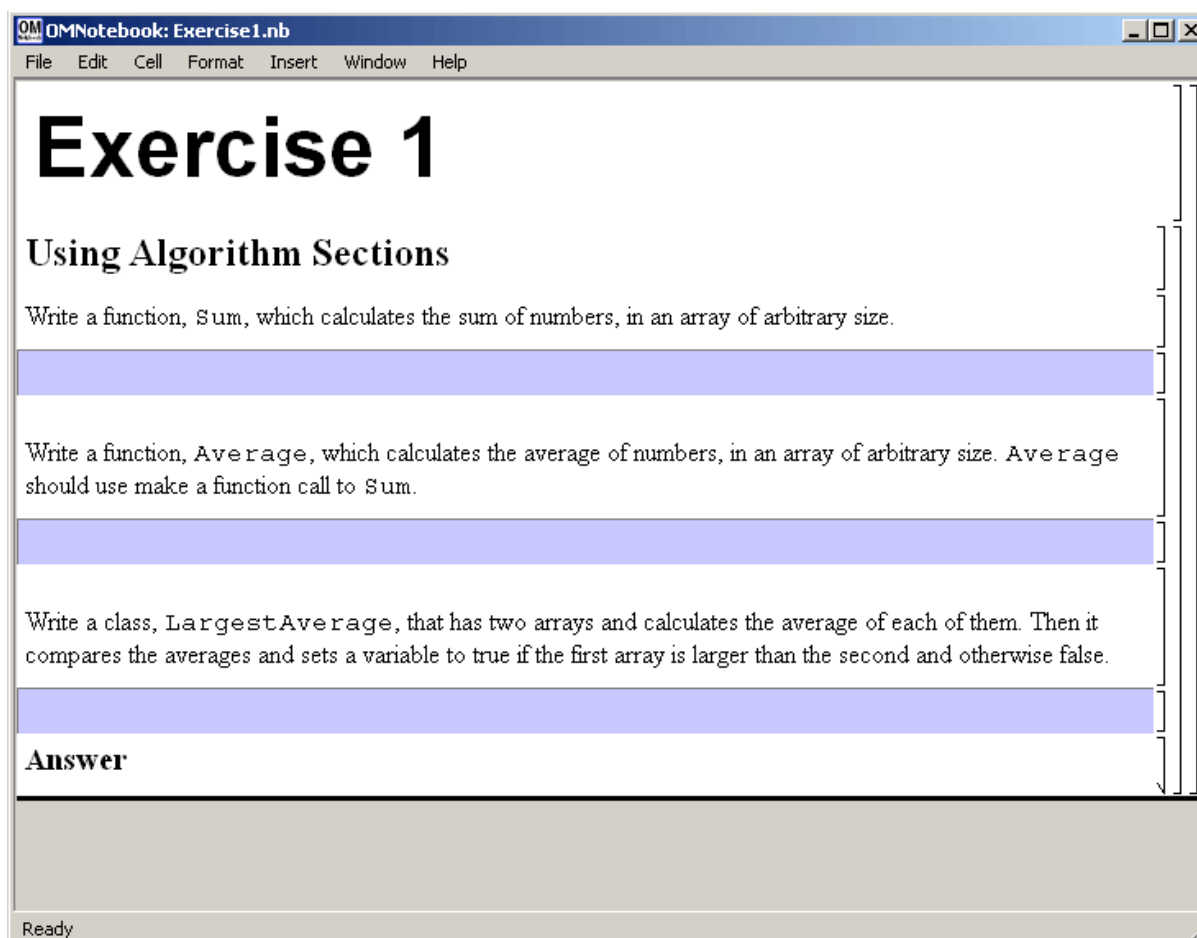 OMNotebook: Exercise1.nb
File Edit Cell Format Insert Window Help
Exercise 1
Using Algorithm Sections
Write a function, Sum, which calculates the sum of numbers, in an array of arbitrary size.
Write a function, Average, which calculates the average of numbers, in an array of arbitrary size. Average
should use make a function call to Sum.
Write a class, LargestAverage, that has two arrays and calculates the average of each of them. Then it
compares the averages and sets a variable to true if the first array is larger than the second and otherwise false.
Answer
Ready